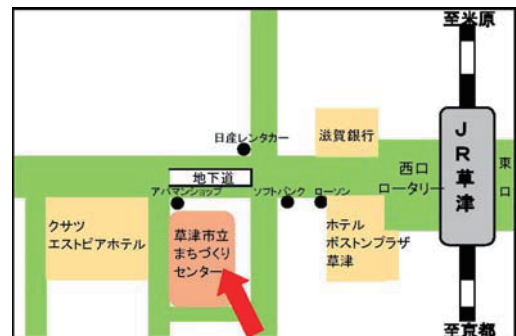 至米原
日産レンタカー
滋賀銀行
JR草津
西口
ロータリー
東口
地下道
アパマンショップ
ソフトバンク
ローソン
クサツ
エストピアホテル
草津市立
まちづくり
センター
ホテル
ボストンプラザ
草津
至京都